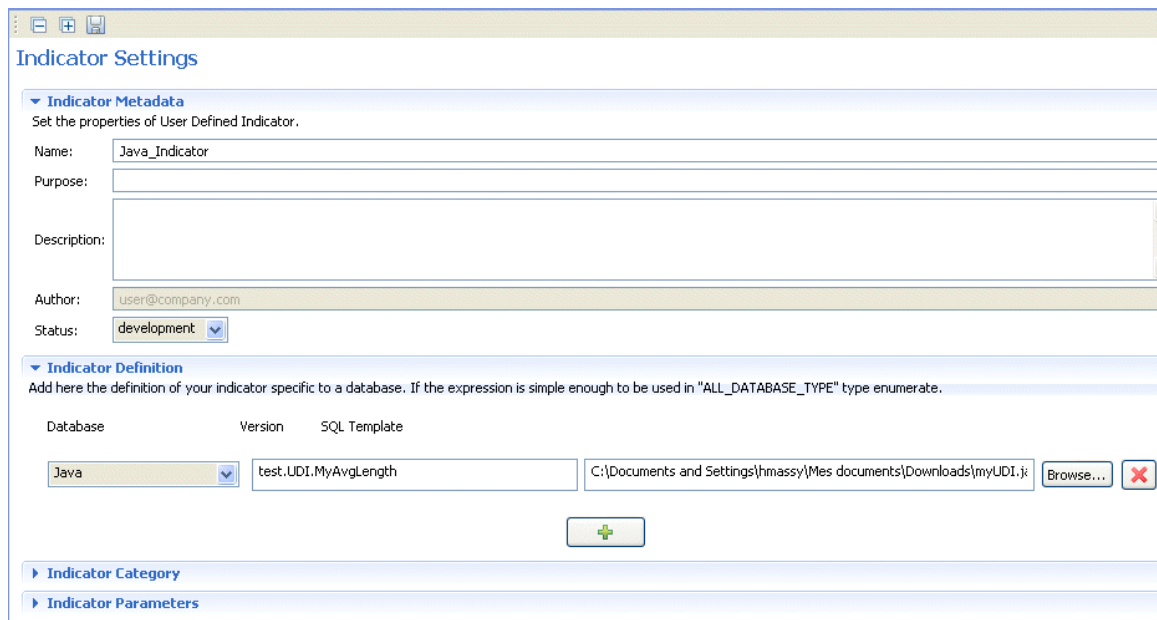 Indicator Settings
Indicator Metadata
Set the properties of User Defined Indicator.
Name: Java_Indicator
Purpose:
Description:
Author: user@company.com
Status: development
Indicator Definition
Add here the definition of your indicator specific to a database. If the expression is simple enough to be used in "ALL_DATABASE_TYPE" type enumerate.
Database Version SQL Template
Java test.UDI.MyAvgLength C:\Documents and Settings\hmassy\Mes documents\Downloads\myUDI.ja Browse...
Indicator Category
Indicator Parameters